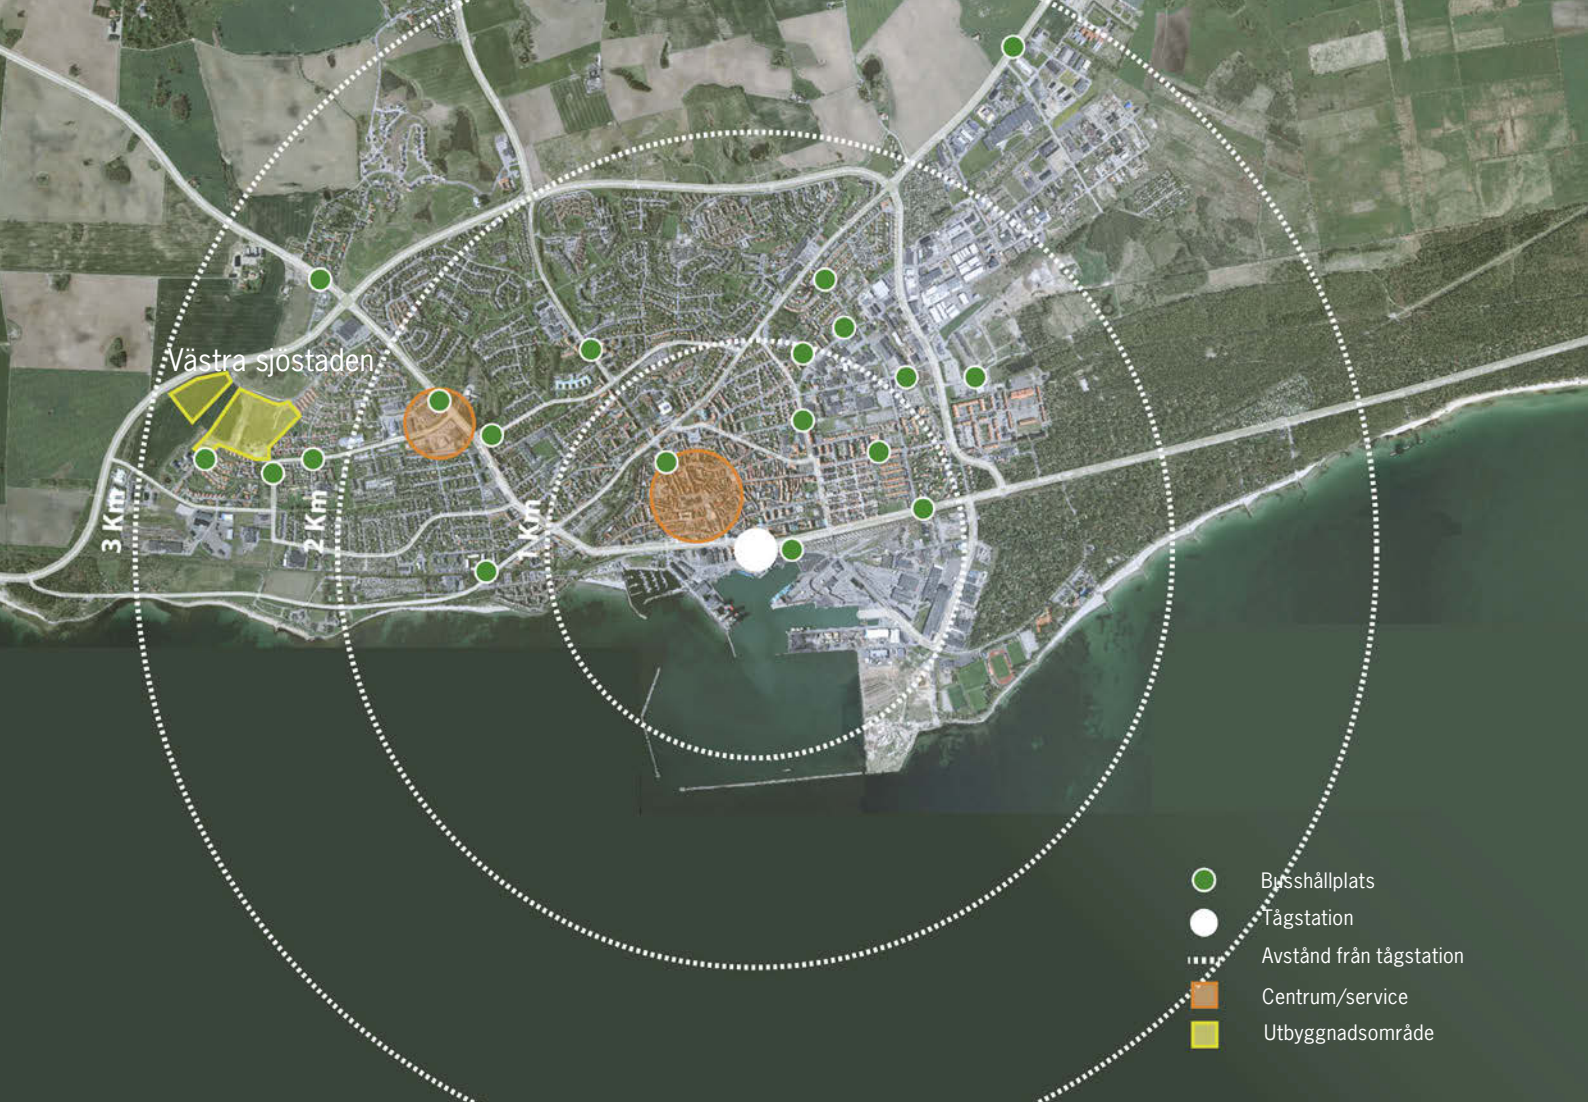 Västra sjöstaden
3 Km
2 Km
1 Km
Busshållplats
Tågstation
Avstånd från tågstation
Centrum/service
Utbyggnadsområde